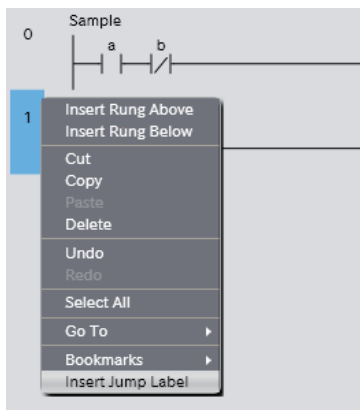 Sample
0
a b
1
Insert Rung Above
Insert Rung Below
Cut
Copy
Paste
Delete
Undo
Redo
Select All
Go To
Bookmarks
Insert Jump Label